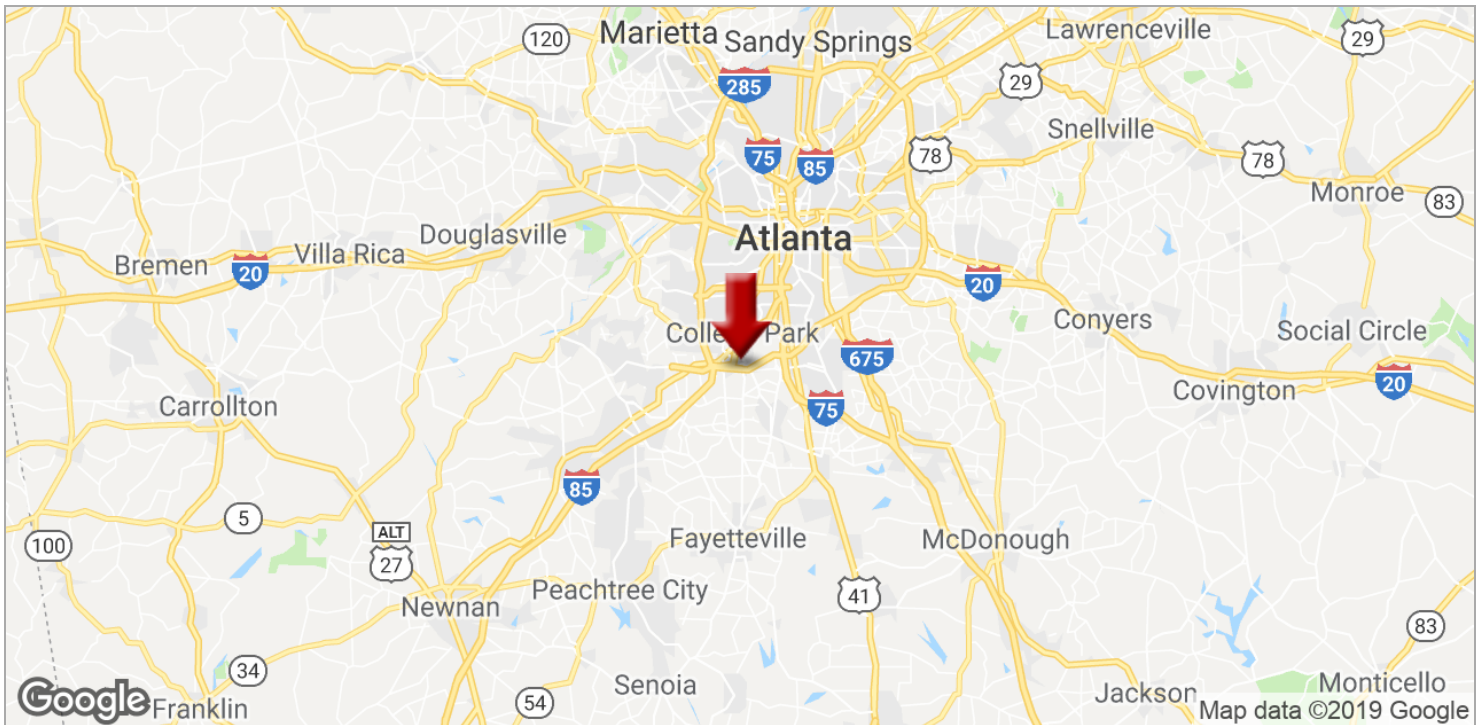 120
Marietta
Sandy Springs
Lawrenceville
29
285
29
Snellville
75
85
78
78
Monroe
83
Douglasville
Atlanta
Bremen
Villa Rica
20
20
Conyers
Social Circle
Park
675
Covington
20
Carrollton
75
85
5
100
ALT
27
Fayetteville
McDonough
Peachtree City
Newnan
41
83
34
Senoia
54
Jackson
Monticello
Google
Franklin
Map data ©2019 Google